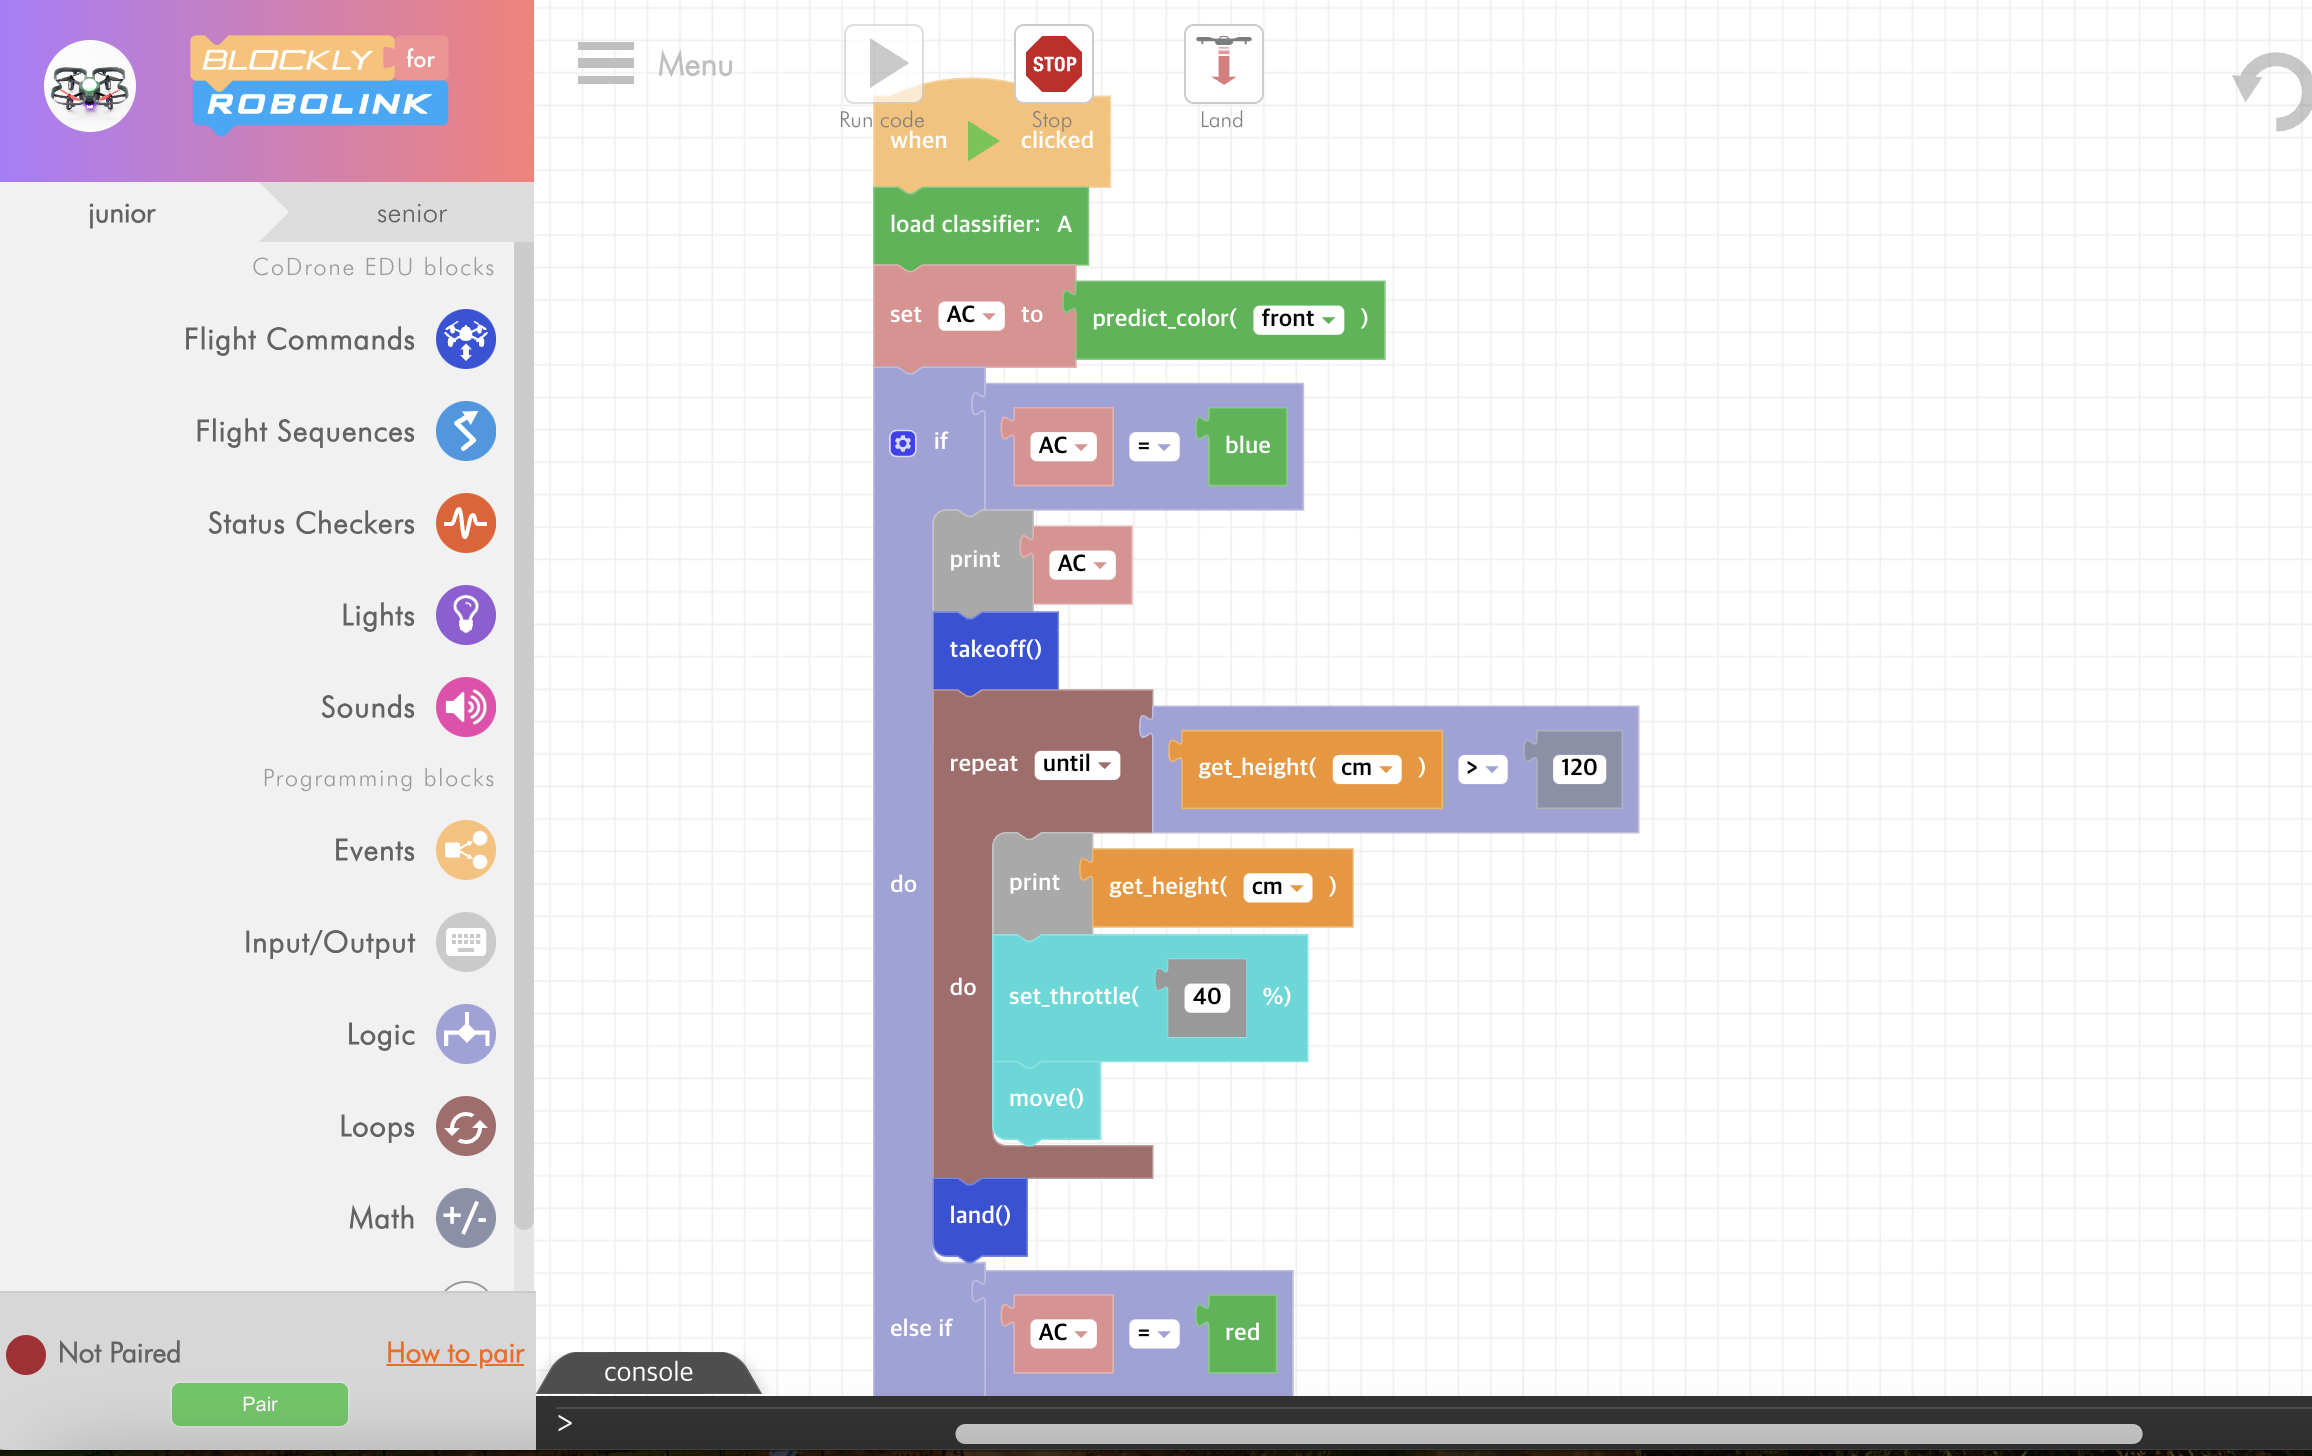 BLOCKLY for
ROBOLINK
Menu
Run code
STOP
Stop
Land
junior
senior
CoDrone EDU blocks
Flight Commands
Flight Sequences
Status Checkers
Lights
Sounds
Programming blocks
Events
Input/Output
Logic
Loops
Math +/-
Not Paired
How to pair
Pair
when clicked
load classifier: A
set AC to predict_color( front )
if AC = blue
do
print AC
takeoff()
repeat until get_height( cm ) > 120
do
print get_height( cm )
set_throttle( 40 %)
move()
land()
else if AC = red
console
>